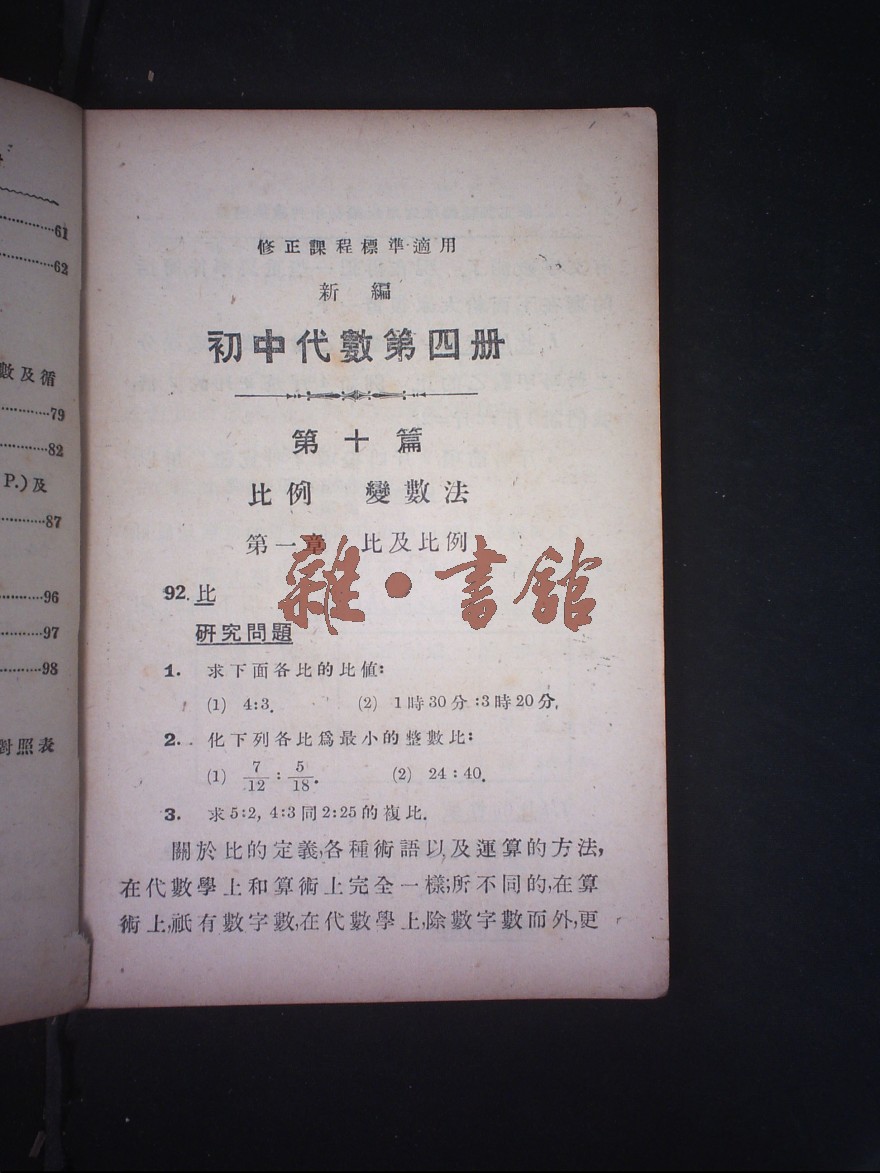 61
62
數及循
79
82
P.)及
87
96
97
98
對照表
修正課程標準適用
新編
初中代數第四册
第十篇
比例 變數法
第一章 比及比例
雜·書館
92. 比
研究問題
1. 求下面各比的比值:
(1) 4:3. (2) 1時30分:3時20分.
2. 化下列各比爲最小的整數比:
(1) 7/12 : 5/18. (2) 24:40.
3. 求5:2, 4:3同2:25的複比.
關於比的定義,各種術語以及運算的方法,
在代數學上和算術上完全一樣;所不同的,在算
術上,祇有數字數,在代數學上,除數字數而外,更